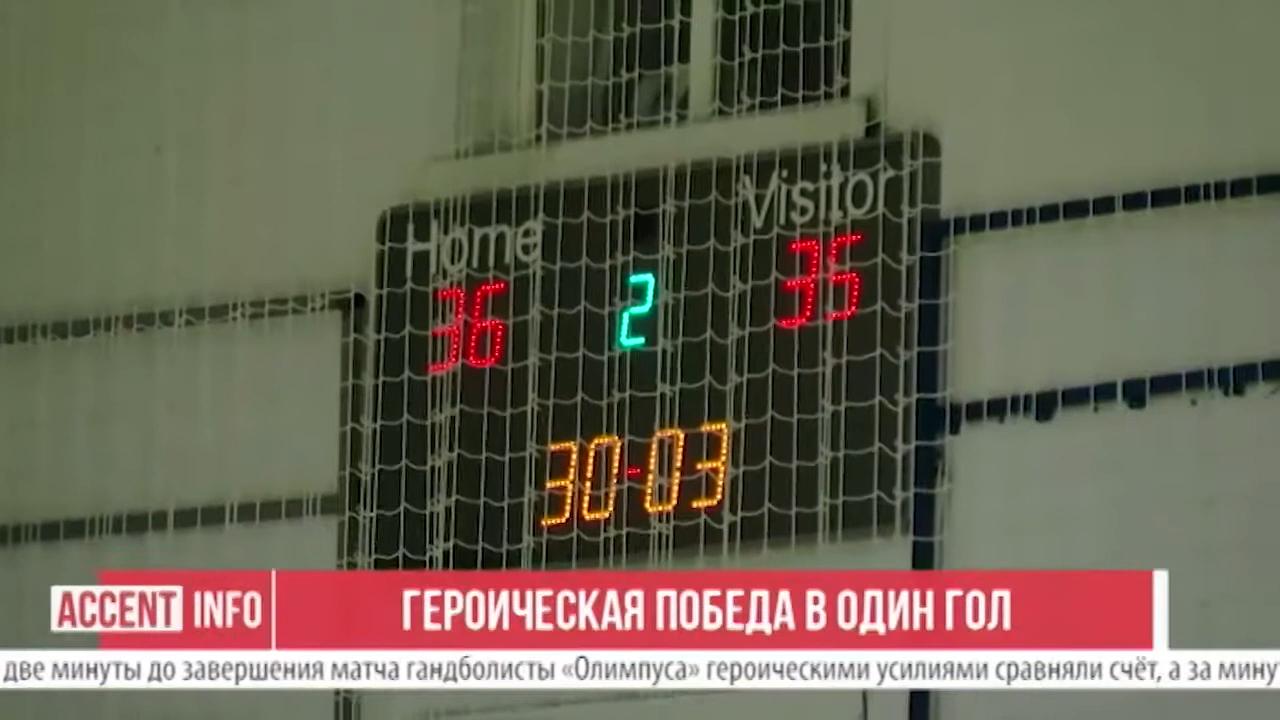 Home
Visitor
36
2
35
30-03
ACCENT INFO
ГЕРОИЧЕСКАЯ ПОБЕДА В ОДИН ГОЛ
две минуты до завершения матча гандболисты «Олимпуса» героическими усилиями сравняли счёт, а за мину